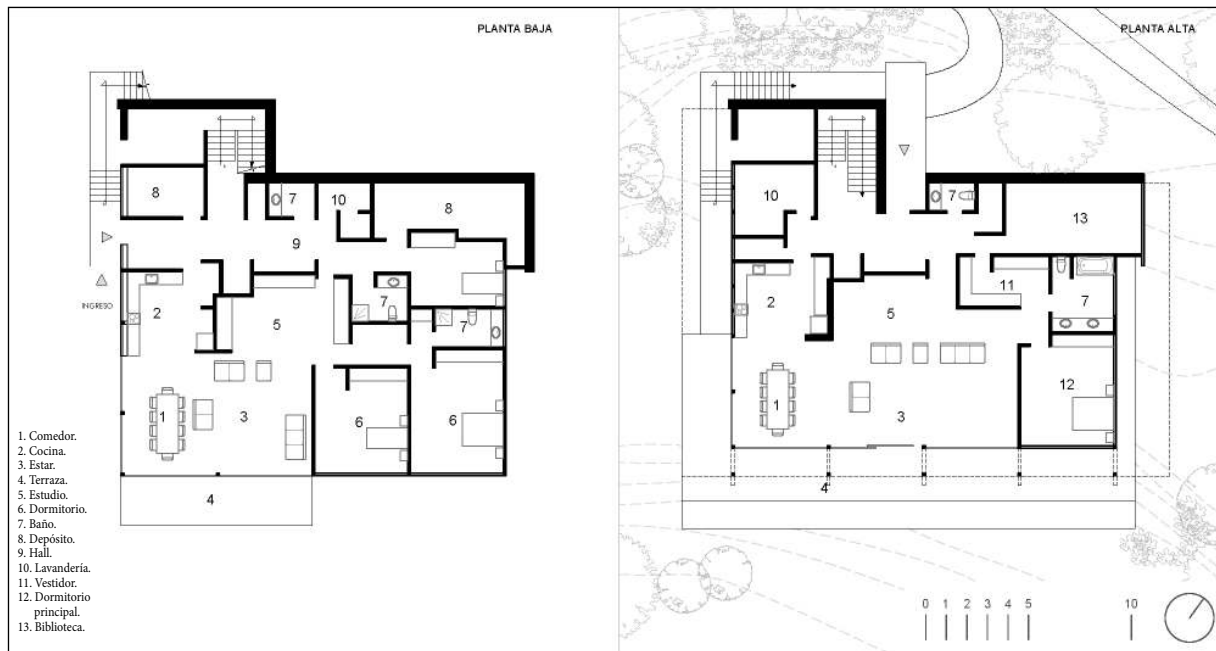 PLANTA BAJA
8
7
10
8
9
INGRESO
2
7
5
7
1
3
6
6
4
1. Comedor.
2. Cocina.
3. Estar.
4. Terraza.
5. Estudio.
6. Dormitorio.
7. Baño.
8. Depósito.
9. Hall.
10. Lavandería.
11. Vestidor.
12. Dormitorio
principal.
13. Biblioteca.
PLANTA ALTA
10
7
13
2
5
11
7
1
3
12
4
0 1 2 3 4 5 10